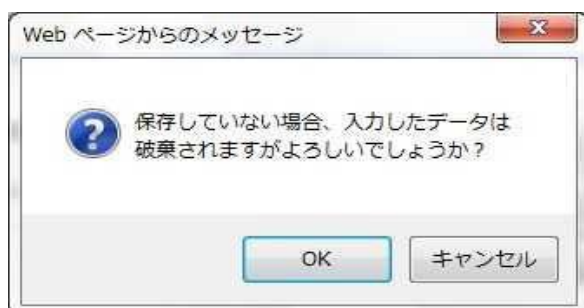 Web ページからのメッセージ
保存していない場合、入力したデータは
破棄されますがよろしいでしょうか?
OK
キャンセル